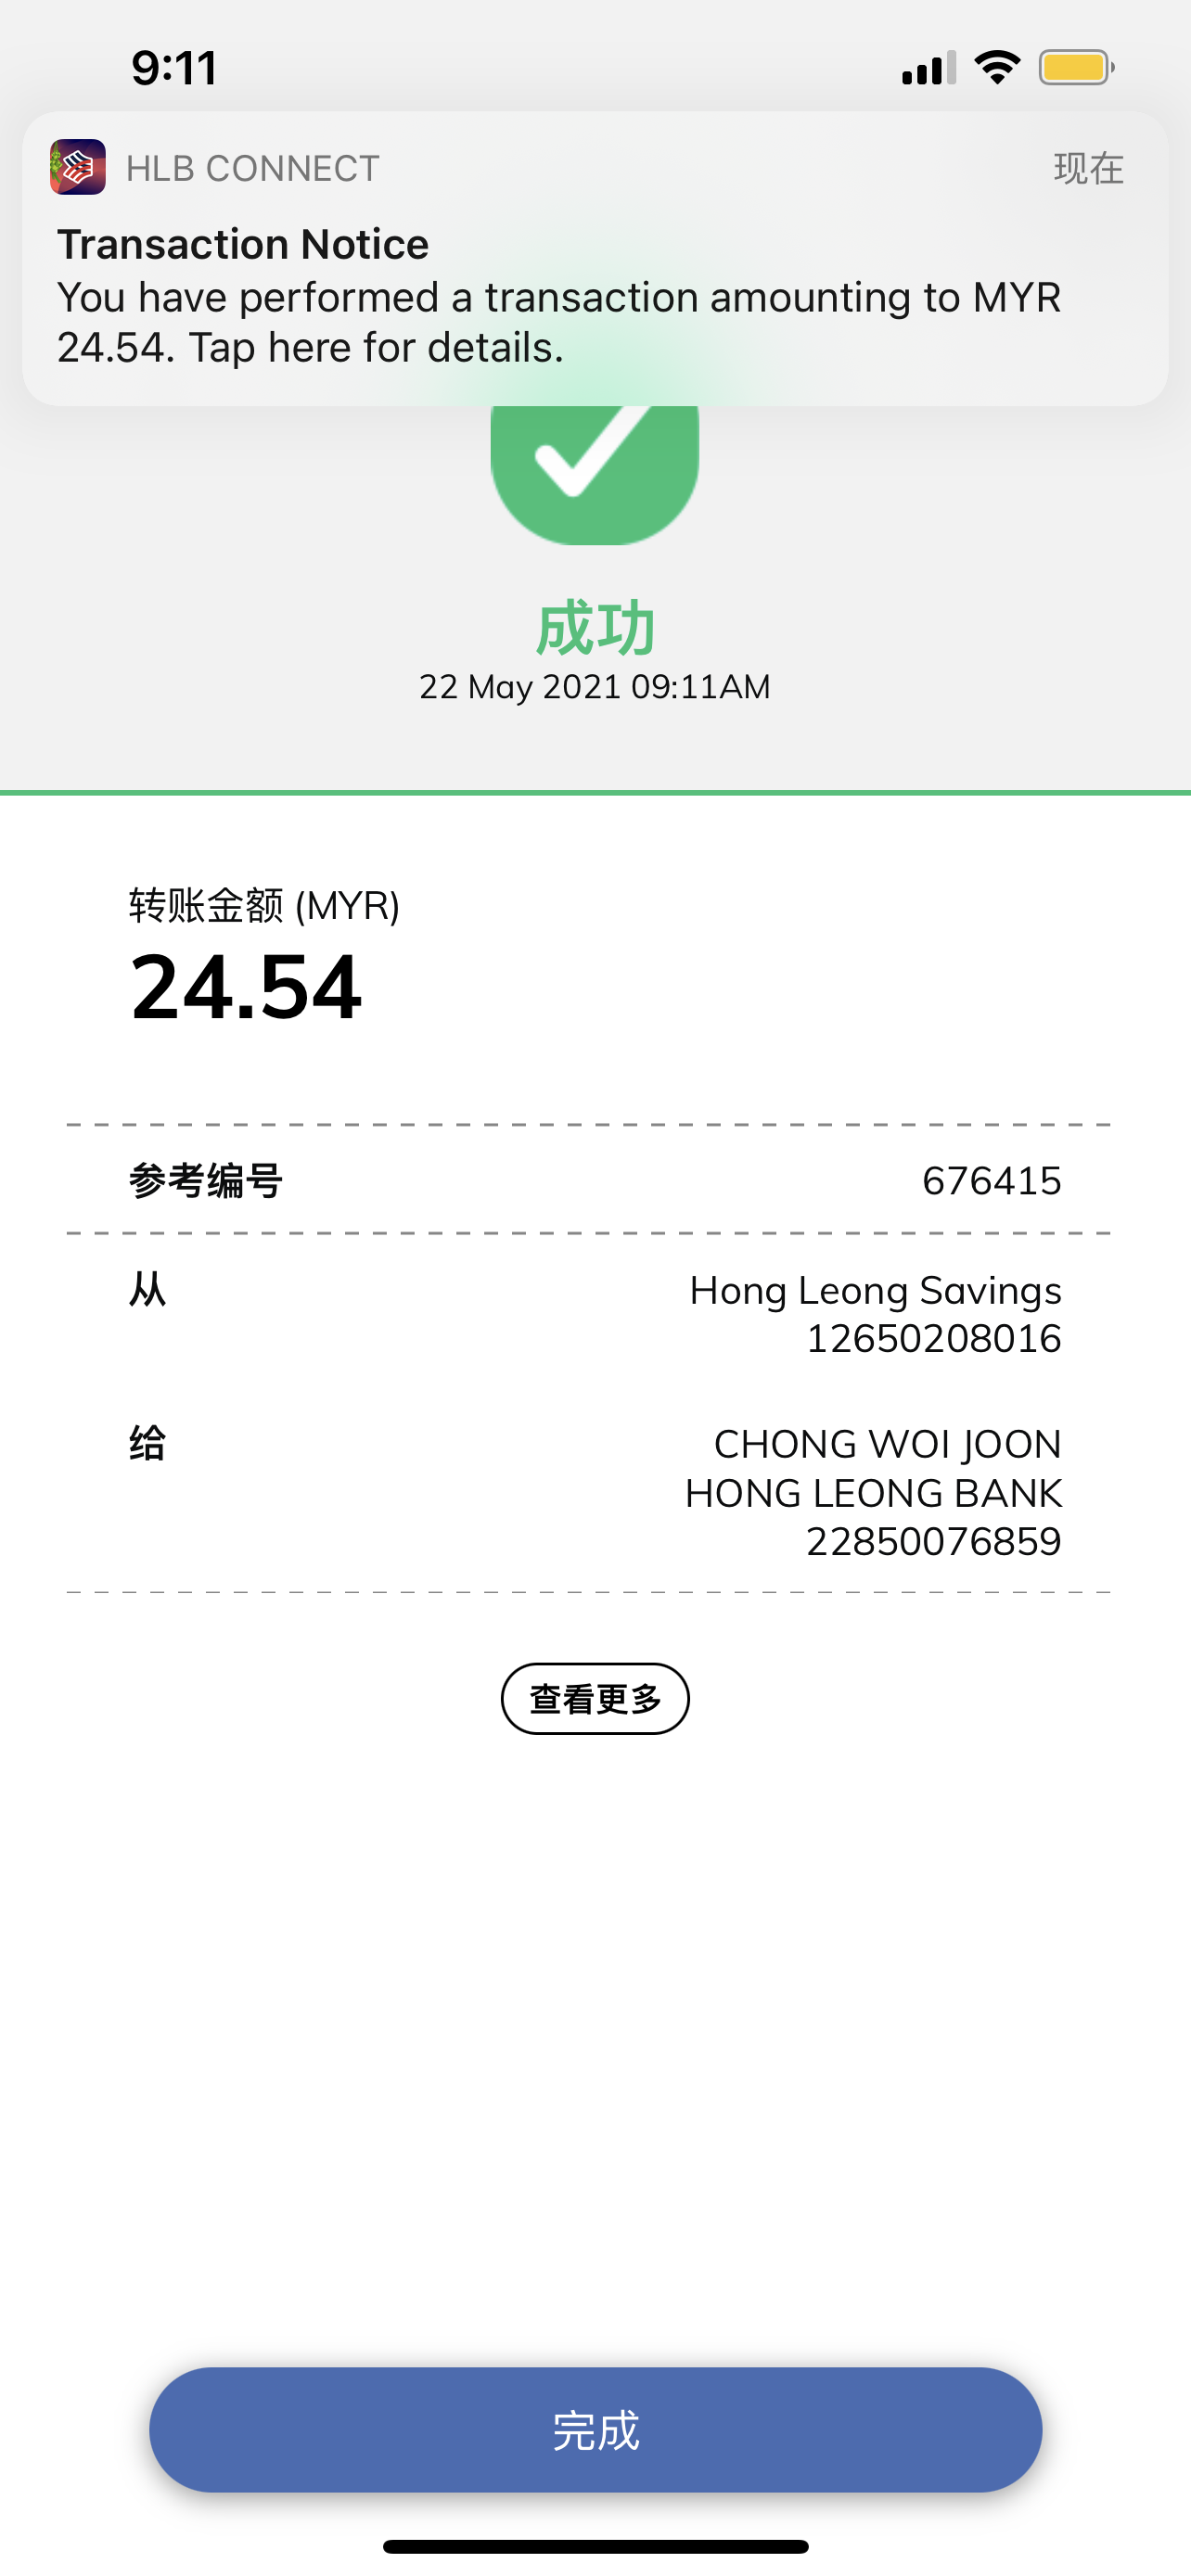 9:11
HLB CONNECT
现在
Transaction Notice
You have performed a transaction amounting to MYR
24.54. Tap here for details.
成功
22 May 2021 09:11AM
转账金额 (MYR)
24.54
参考编号
676415
从
Hong Leong Savings
12650208016
给
CHONG WOI JOON
HONG LEONG BANK
22850076859
查看更多
完成